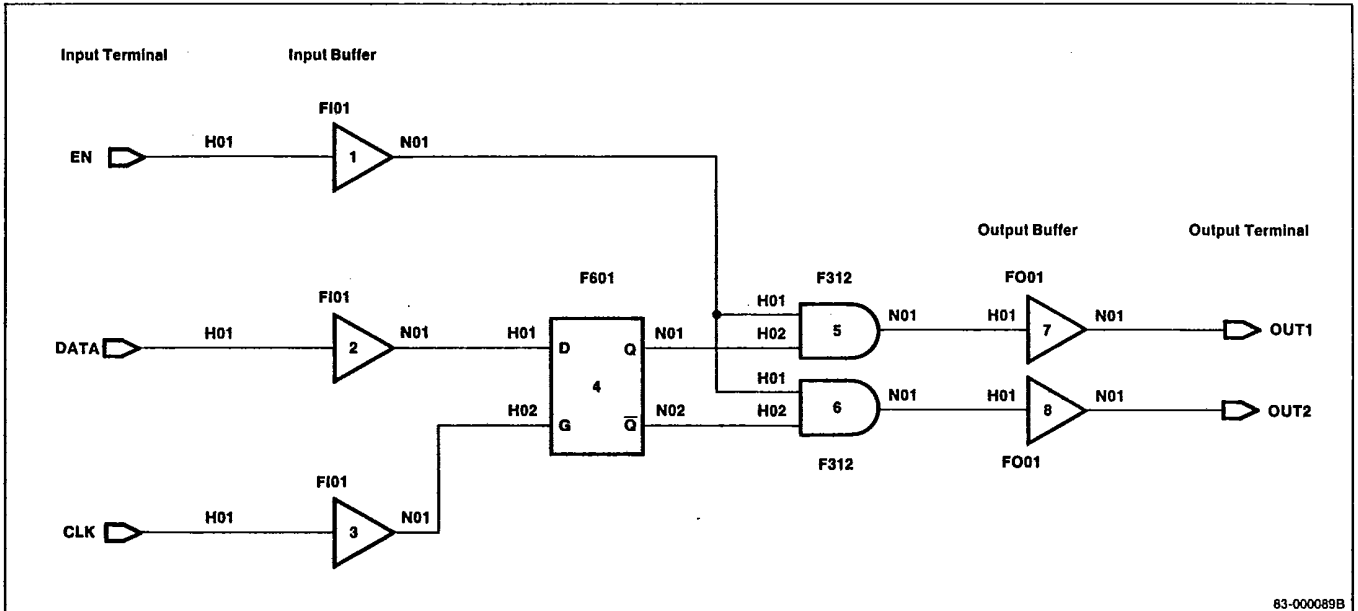 Input Terminal Input Buffer
FI01
EN H01 1 N01
Output Buffer Output Terminal
F601 F312 FO01
FI01 H01 5 N01 H01 7 N01 OUT1
DATA H01 2 N01 H01 D Q N01 H02
4 H01 6 N01 H01 8 N01 OUT2
H02 G Q N02 H02
F312 FO01
FI01
CLK H01 3 N01
83-000089B